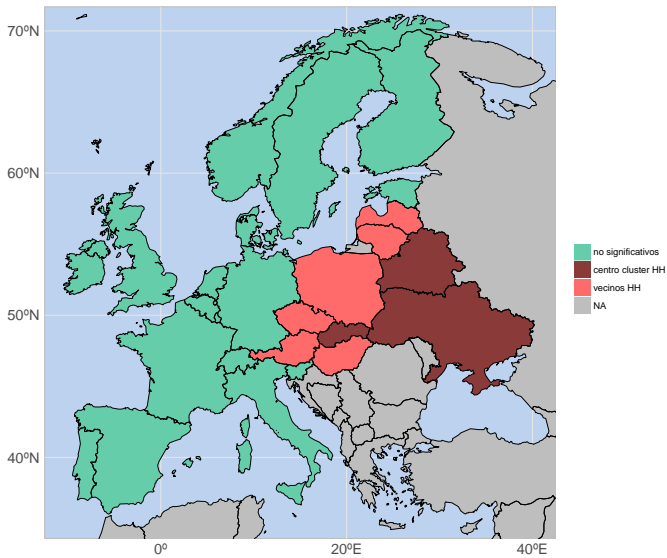 70ºN
60ºN
50ºN
40ºN
0º
20ºE
40ºE
no significativos
centro cluster HH
vecinos HH
NA